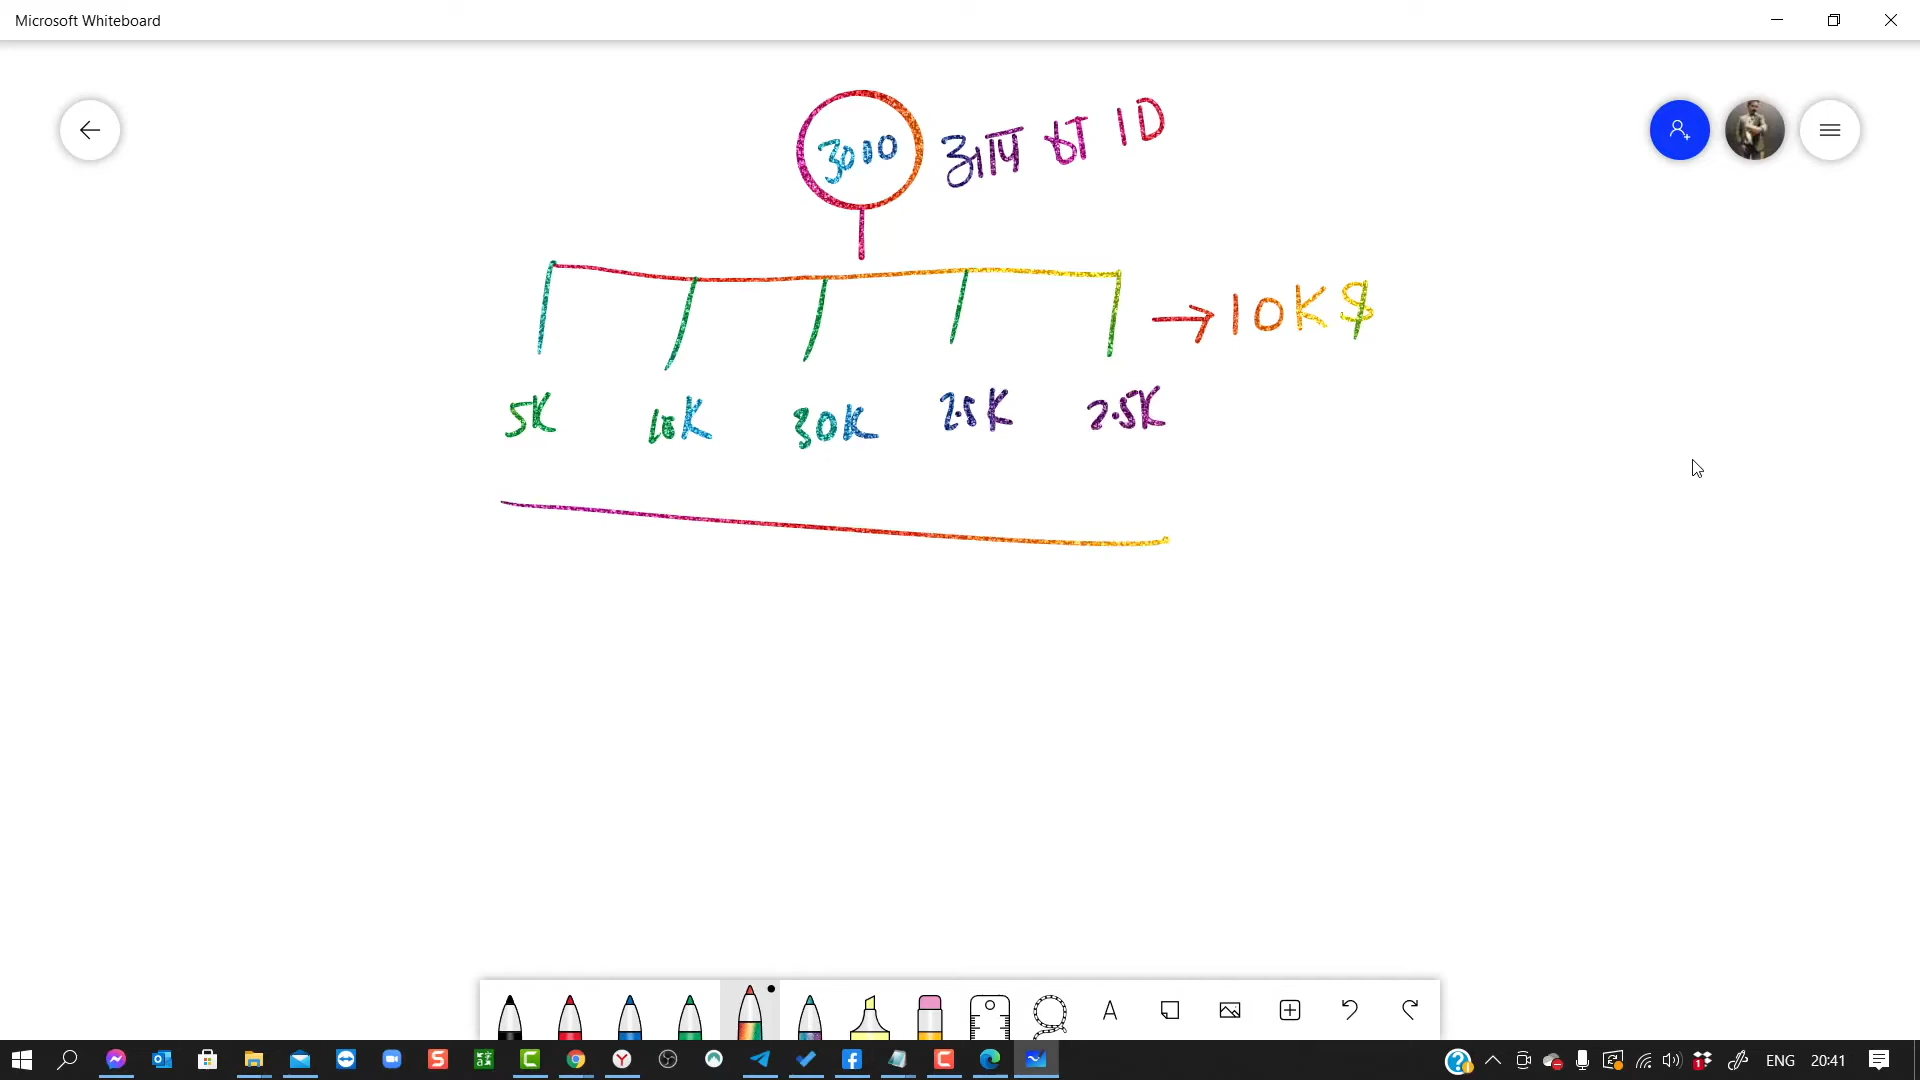 Microsoft Whiteboard
3000 आप का ID
→10K$
5K 10K 30K 2.5K 2.5K
ENG 20:41